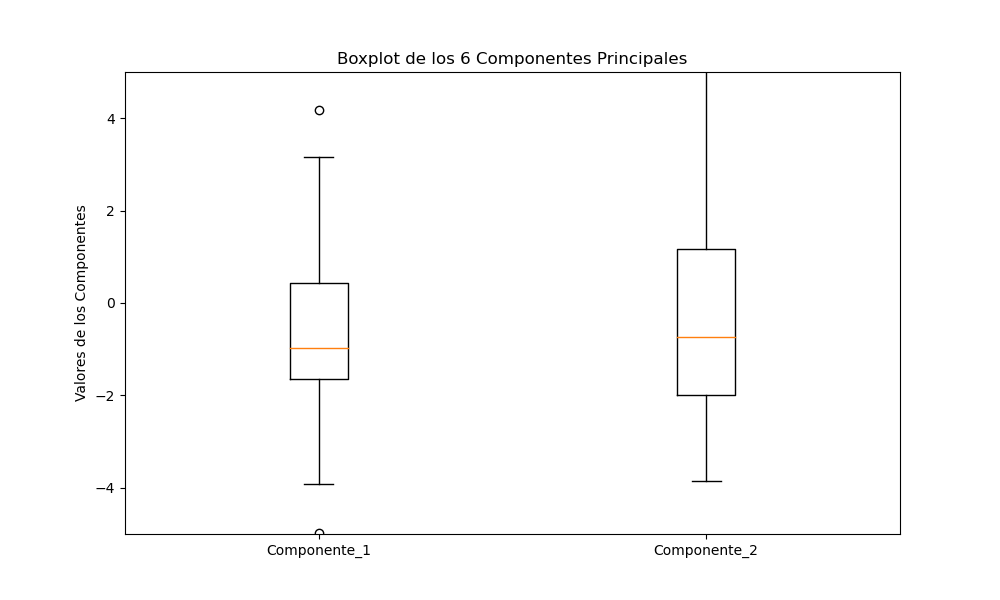 Boxplot de los 6 Componentes Principales
Valores de los Componentes
4
2
0
−2
−4
Componente_1
Componente_2